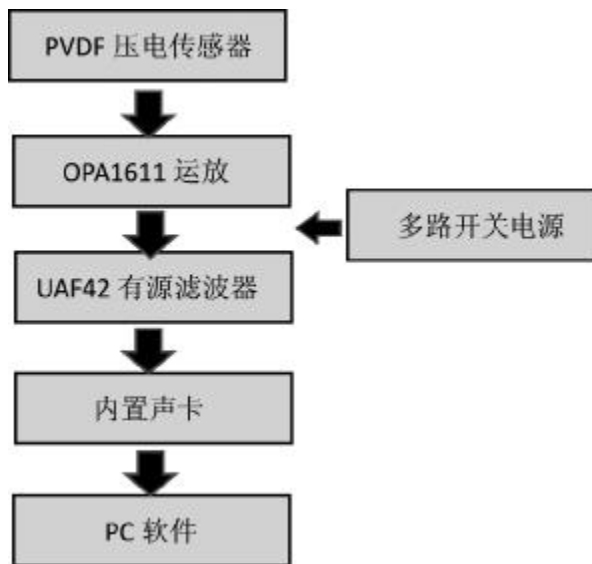 PVDF 压电传感器
OPA1611 运放
多路开关电源
UAF42 有源滤波器
内置声卡
PC 软件